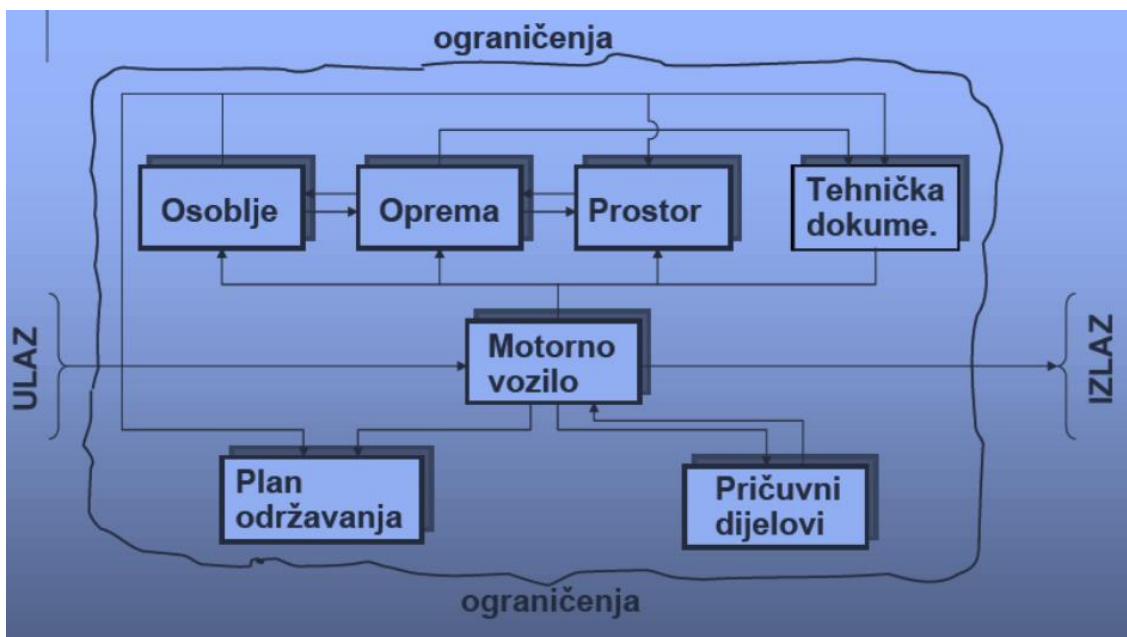 ograničenja
Osoblje
Oprema
Prostor
Tehnička
dokume.
ULAZ
Motorno
vozilo
IZLAZ
Plan
održavanja
Pričuvni
dijelovi
ograničenja